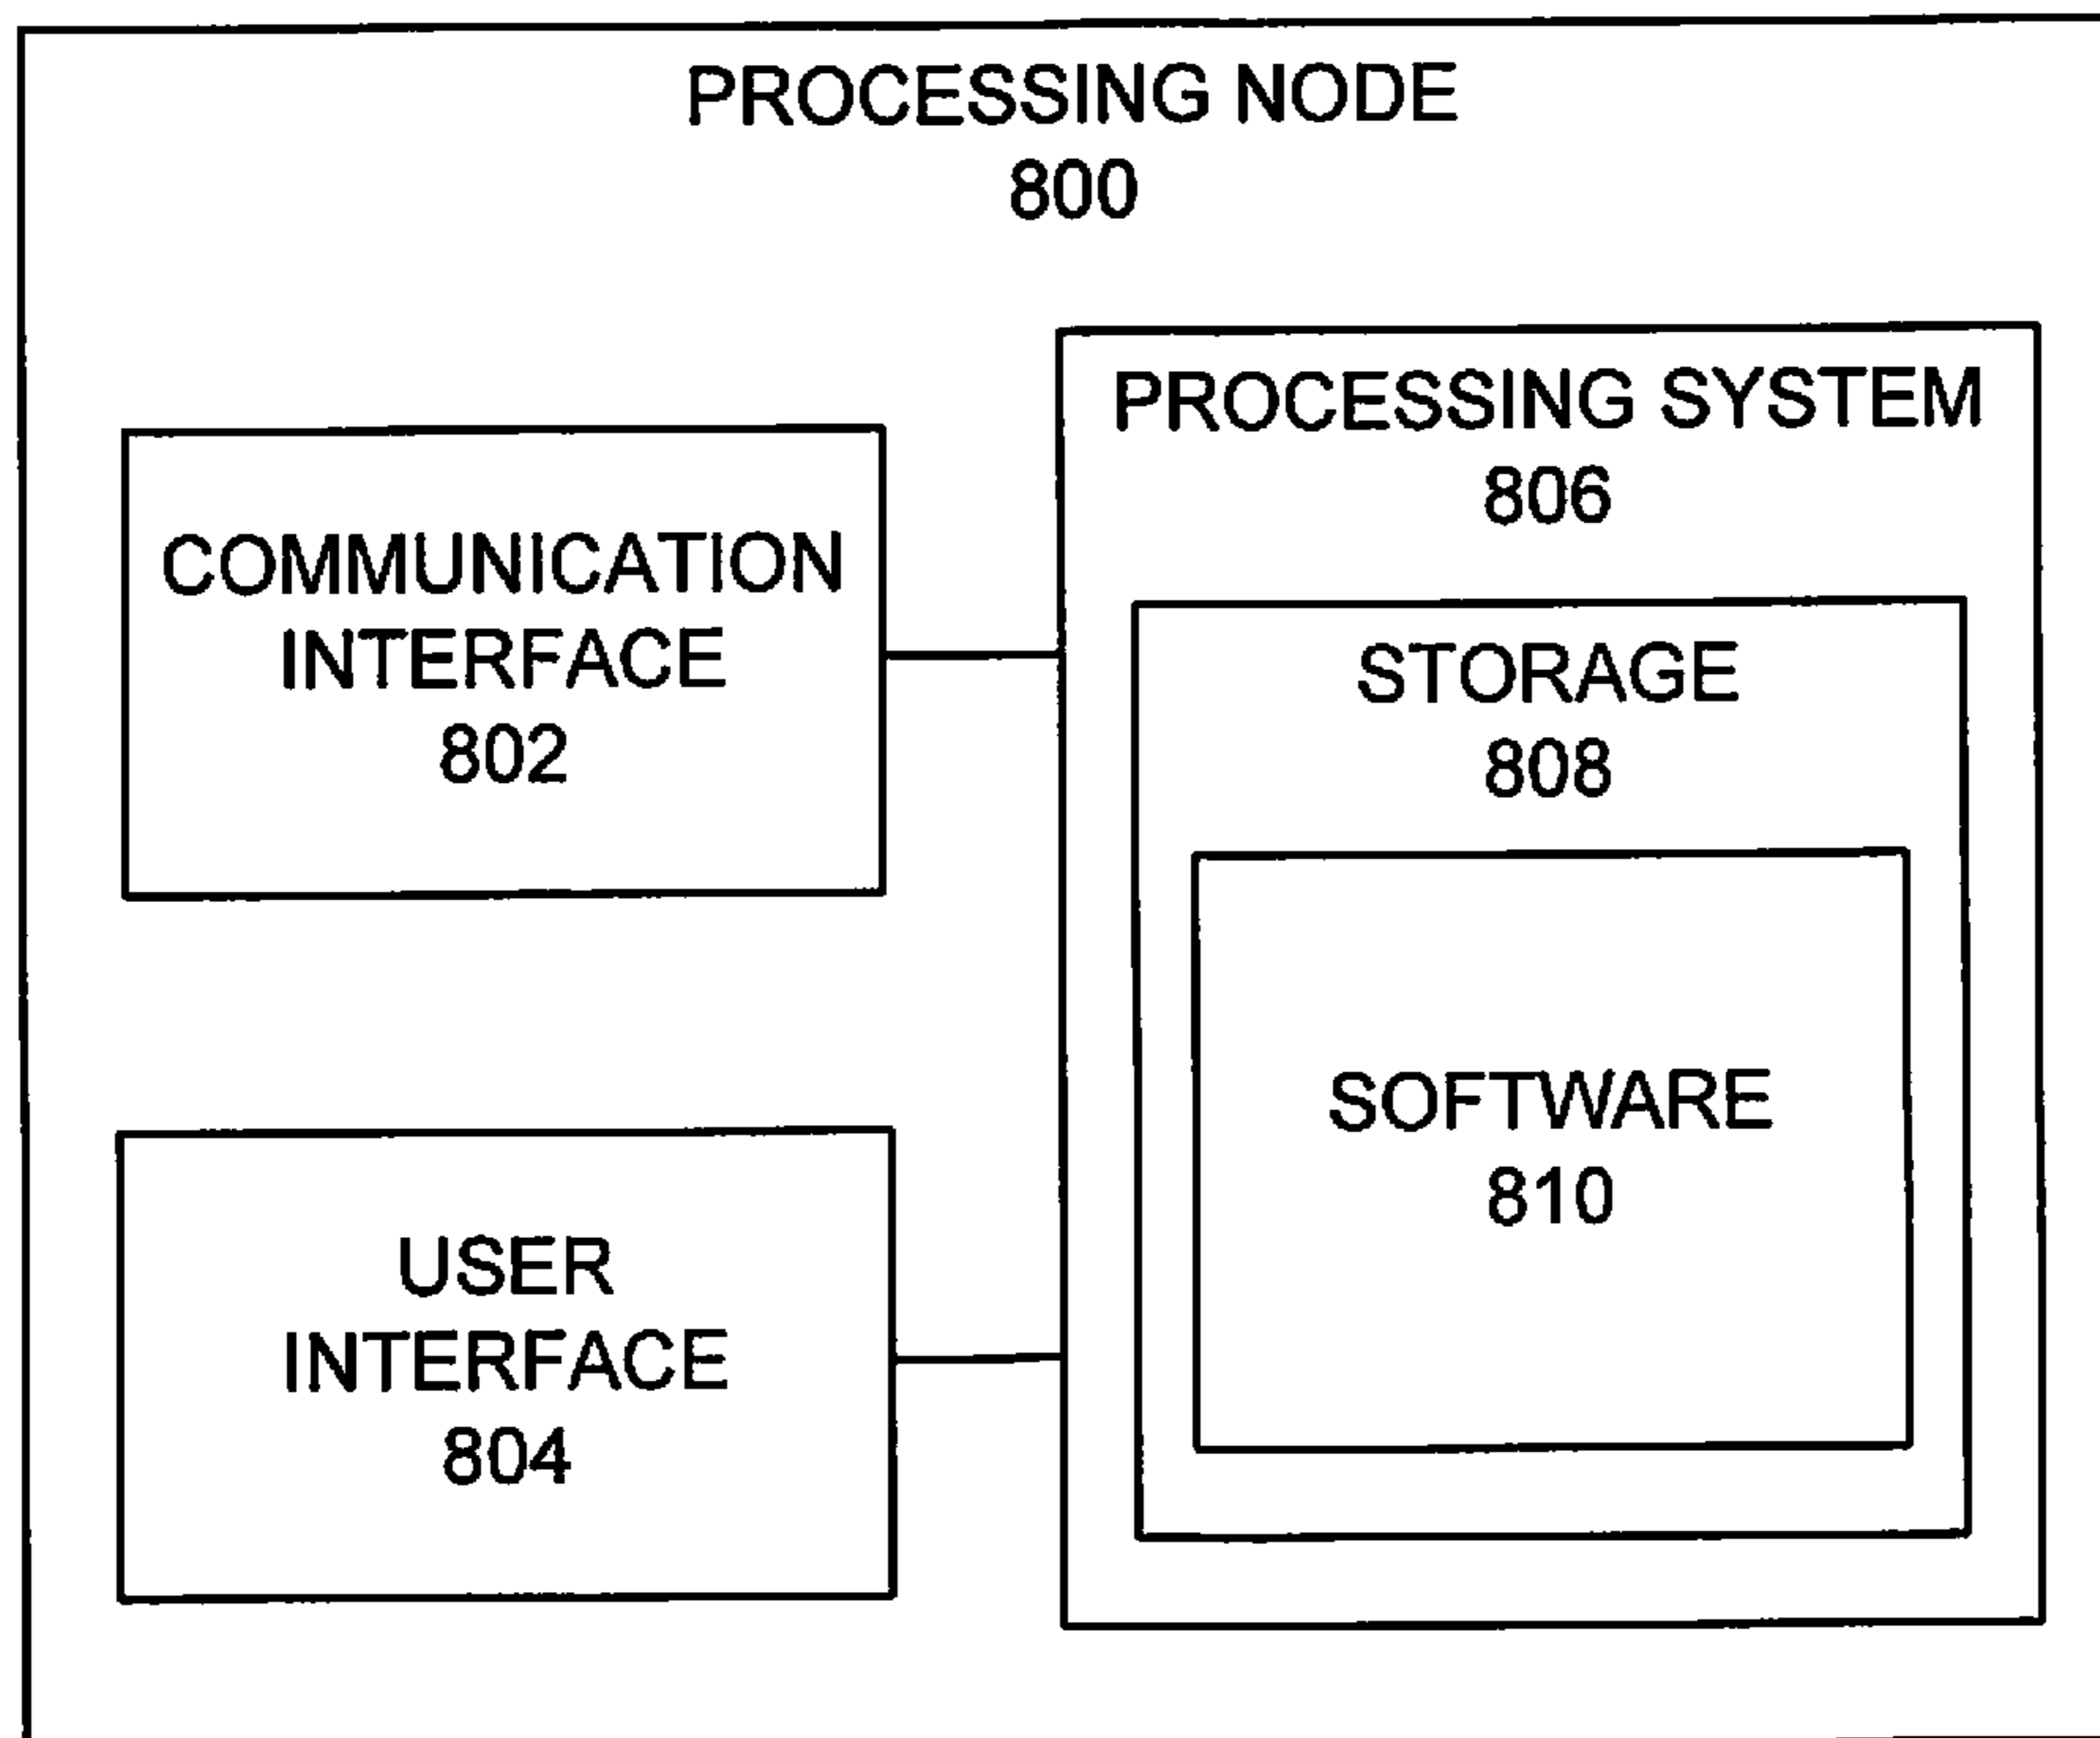 PROCESSING NODE
800
COMMUNICATION
INTERFACE
802
USER
INTERFACE
804
PROCESSING SYSTEM
806
STORAGE
808
SOFTWARE
810